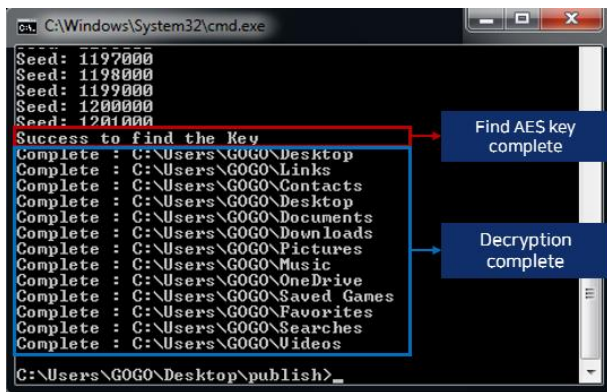 C:\Windows\System32\cmd.exe
Seed: 1197000
Seed: 1198000
Seed: 1199000
Seed: 1200000
Seed: 1201000
Success to find the Key
Complete : C:\Users\GOGO\Desktop
Complete : C:\Users\GOGO\Links
Complete : C:\Users\GOGO\Contacts
Complete : C:\Users\GOGO\Desktop
Complete : C:\Users\GOGO\Documents
Complete : C:\Users\GOGO\Downloads
Complete : C:\Users\GOGO\Pictures
Complete : C:\Users\GOGO\Music
Complete : C:\Users\GOGO\OneDrive
Complete : C:\Users\GOGO\Saved Games
Complete : C:\Users\GOGO\Favorites
Complete : C:\Users\GOGO\Searches
Complete : C:\Users\GOGO\Videos
C:\Users\GOGO\Desktop\publish>_
Find AES key
complete
Decryption
complete